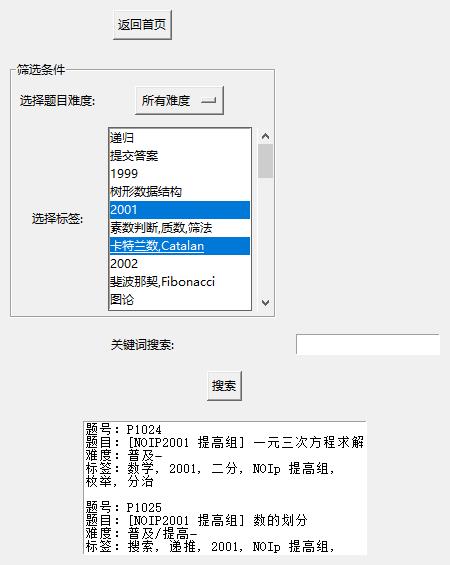 返回首页
筛选条件
选择题目难度:
所有难度
递归
提交答案
1999
树形数据结构
2001
选择标签:
素数判断,质数,筛法
卡特兰数,Catalan
2002
斐波那契,Fibonacci
图论
关键词搜索:
搜索
题号: P1024
题目: [NOIP2001 提高组] 一元三次方程求解
难度: 普及-
标签: 数学, 2001, 二分, NOIp 提高组,
枚举, 分治
题号: P1025
题目: [NOIP2001 提高组] 数的划分
难度: 普及/提高-
标签: 搜索, 递推, 2001, NOIp 提高组,